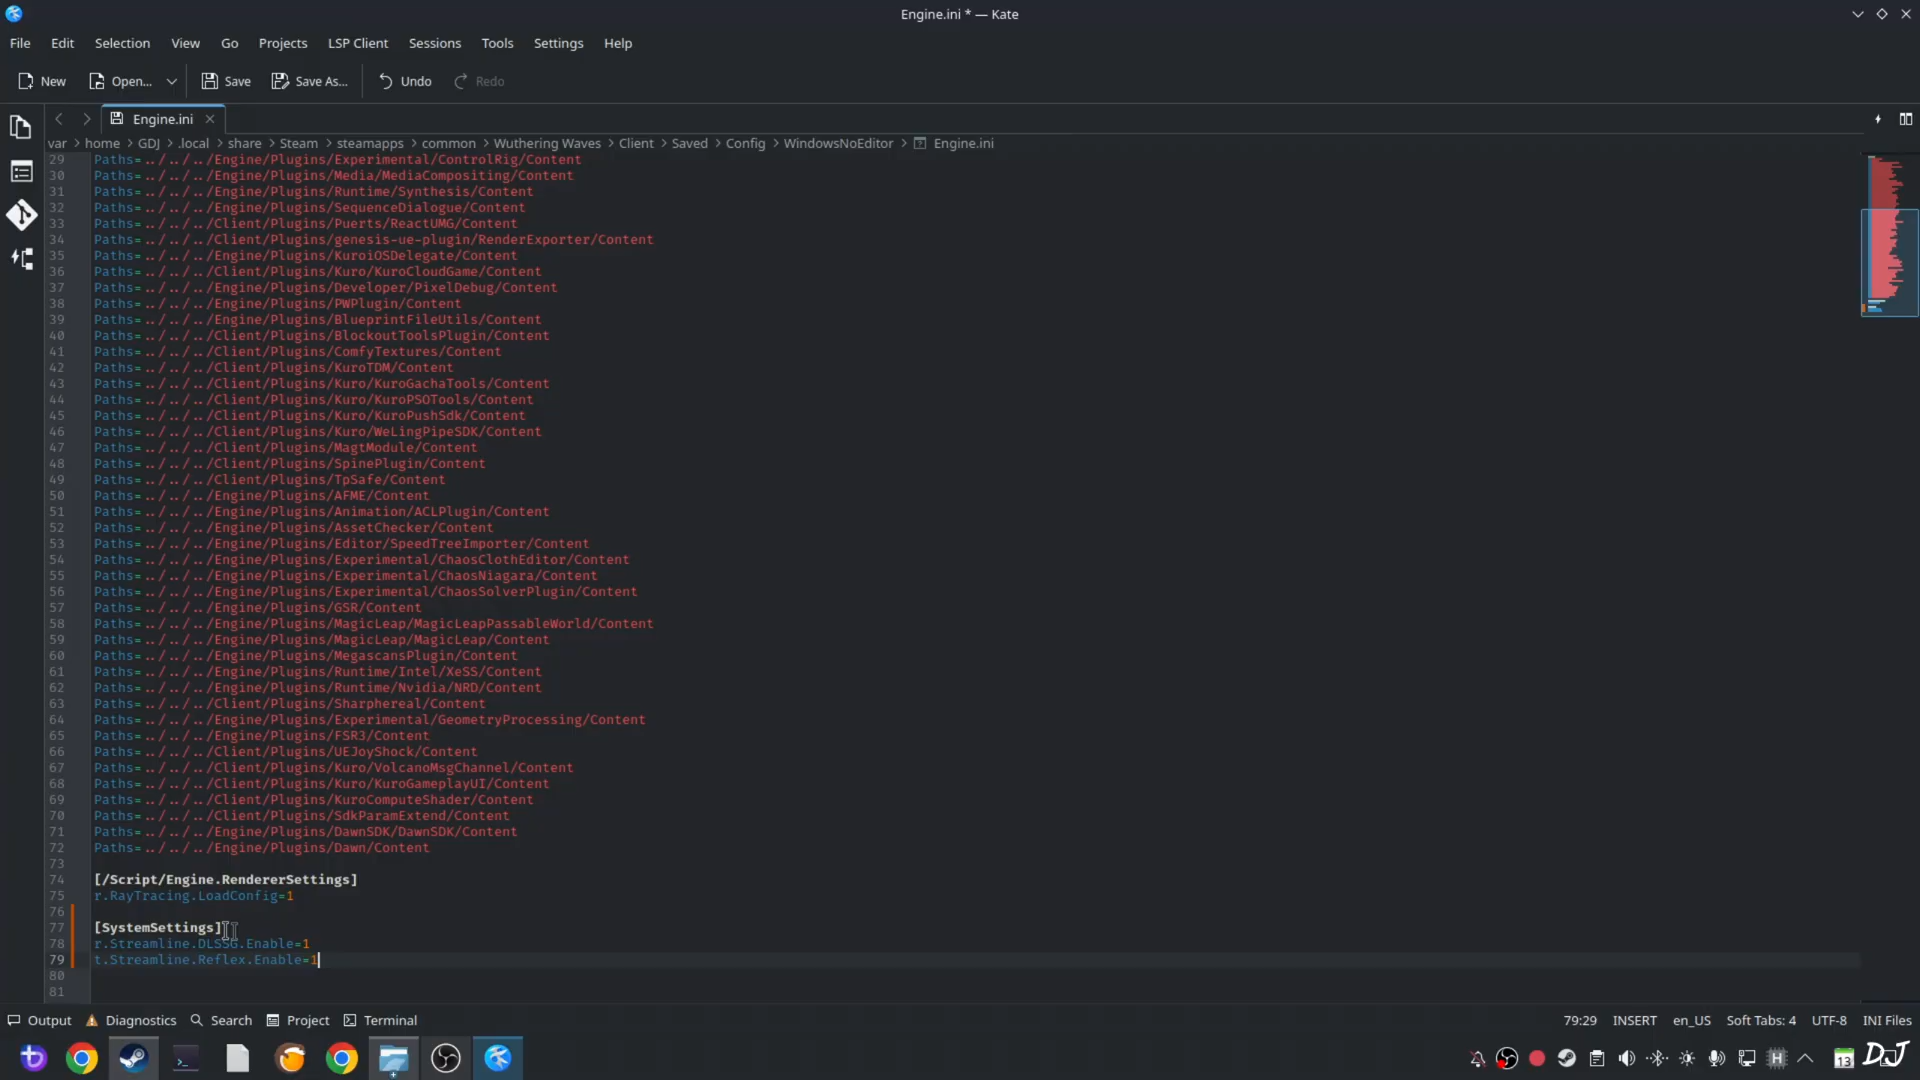 Engine.ini * — Kate
File Edit Selection View Go Projects LSP Client Sessions Tools Settings Help
New Open... Save Save As... Undo Redo
Engine.ini
var > home > GDJ > .local > share > Steam > steamapps > common > Wuthering Waves > Client > Saved > Config > WindowsNoEditor > Engine.ini
29 Paths=../../../Engine/Plugins/Experimental/ControlRig/Content
30 Paths=../../../Engine/Plugins/Media/MediaCompositing/Content
31 Paths=../../../Engine/Plugins/Runtime/Synthesis/Content
32 Paths=../../../Engine/Plugins/SequenceDialogue/Content
33 Paths=../../../Client/Plugins/Puerts/ReactUMG/Content
34 Paths=../../../Client/Plugins/genesis-ue-plugin/RenderExporter/Content
35 Paths=../../../Engine/Plugins/KuroiOSDelegate/Content
36 Paths=../../../Client/Plugins/Kuro/KuroCloudGame/Content
37 Paths=../../../Engine/Plugins/Developer/PixelDebug/Content
38 Paths=../../../Engine/Plugins/PWPlugin/Content
39 Paths=../../../Engine/Plugins/BlueprintFileUtils/Content
40 Paths=../../../Client/Plugins/BlockoutToolsPlugin/Content
41 Paths=../../../Client/Plugins/ComfyTextures/Content
42 Paths=../../../Client/Plugins/KuroTDM/Content
43 Paths=../../../Client/Plugins/Kuro/KuroGachaTools/Content
44 Paths=../../../Client/Plugins/Kuro/KuroPSOTools/Content
45 Paths=../../../Client/Plugins/Kuro/KuroPushSdk/Content
46 Paths=../../../Client/Plugins/Kuro/WeLingPipeSDK/Content
47 Paths=../../../Client/Plugins/MagtModule/Content
48 Paths=../../../Client/Plugins/SpinePlugin/Content
49 Paths=../../../Client/Plugins/TpSafe/Content
50 Paths=../../../Engine/Plugins/AFME/Content
51 Paths=../../../Engine/Plugins/Animation/ACLPlugin/Content
52 Paths=../../../Engine/Plugins/AssetChecker/Content
53 Paths=../../../Engine/Plugins/Editor/SpeedTreeImporter/Content
54 Paths=../../../Engine/Plugins/Experimental/ChaosClothEditor/Content
55 Paths=../../../Engine/Plugins/Experimental/ChaosNiagara/Content
56 Paths=../../../Engine/Plugins/Experimental/ChaosSolverPlugin/Content
57 Paths=../../../Engine/Plugins/GSR/Content
58 Paths=../../../Engine/Plugins/MagicLeap/MagicLeapPassableWorld/Content
59 Paths=../../../Engine/Plugins/MagicLeap/MagicLeap/Content
60 Paths=../../../Engine/Plugins/MegascansPlugin/Content
61 Paths=../../../Engine/Plugins/Runtime/Intel/XeSS/Content
62 Paths=../../../Engine/Plugins/Runtime/Nvidia/NRD/Content
63 Paths=../../../Client/Plugins/Sharphereal/Content
64 Paths=../../../Engine/Plugins/Experimental/GeometryProcessing/Content
65 Paths=../../../Engine/Plugins/FSR3/Content
66 Paths=../../../Client/Plugins/UEJoyShock/Content
67 Paths=../../../Client/Plugins/Kuro/VolcanoMsgChannel/Content
68 Paths=../../../Client/Plugins/Kuro/KuroGameplayUI/Content
69 Paths=../../../Client/Plugins/KuroComputeShader/Content
70 Paths=../../../Client/Plugins/SdkParamExtend/Content
71 Paths=../../../Engine/Plugins/DawnSDK/DawnSDK/Content
72 Paths=../../../Engine/Plugins/Dawn/Content
73
74 [/Script/Engine.RendererSettings]
75 r.RayTracing.LoadConfig=1
76
77 [SystemSettings]
78 r.Streamline.DLSSG.Enable=1
79 t.Streamline.Reflex.Enable=1
80
81
Output Diagnostics Search Project Terminal 79:29 INSERT en_US Soft Tabs: 4 UTF-8 INI Files
H 13 DJ